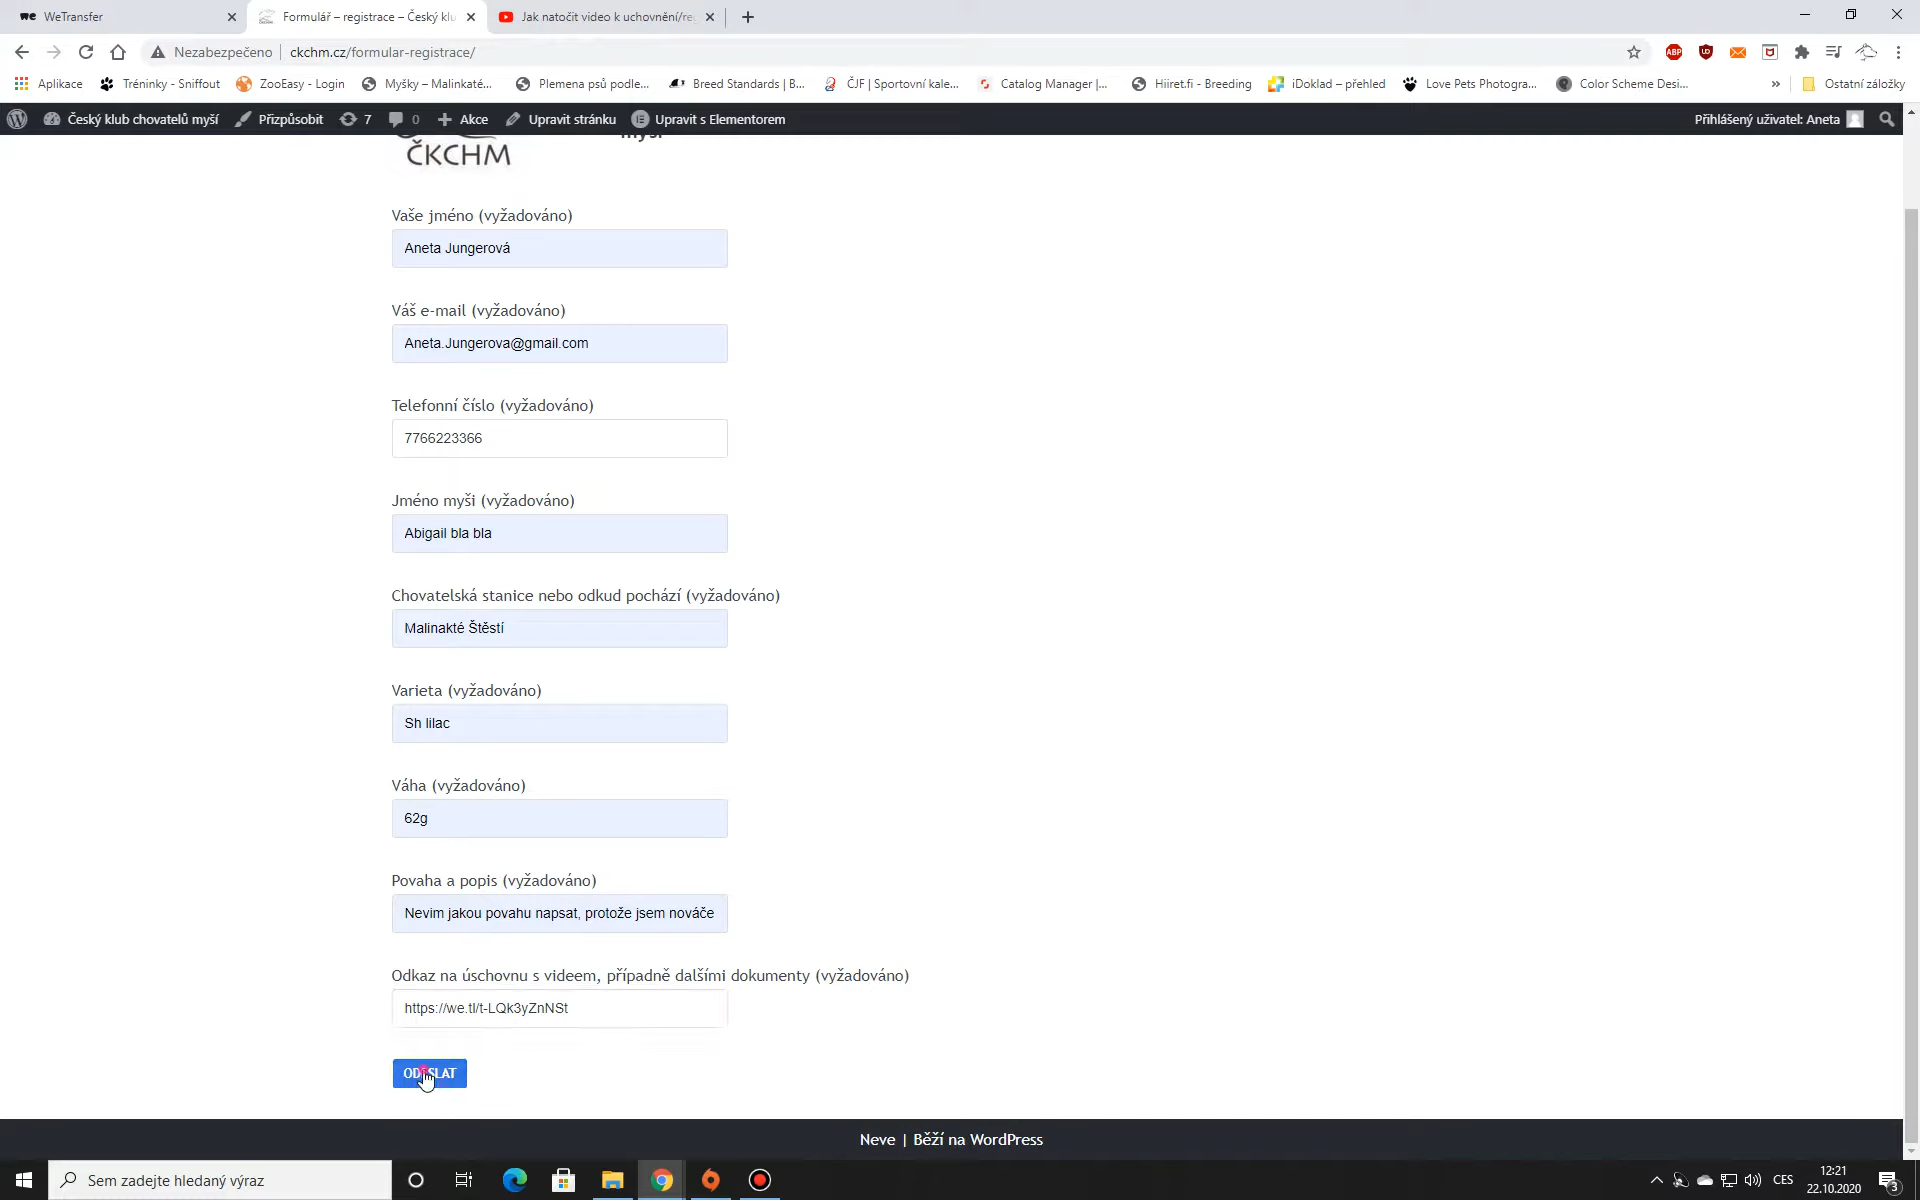 WeTransfer
Formulář – registrace – Český klu
Jak natočit video k uchovnění/re
Nezabezpečeno
ckchm.cz/formular-registrace/
ABP
Aplikace
Tréninky - Sniffout
ZooEasy - Login
Myšky – Malinkaté...
Plemena psů podle...
Breed Standards | B...
ČJF | Sportovní kale...
Catalog Manager |...
Hiiret.fi - Breeding
iDoklad – přehled
Love Pets Photogra...
Color Scheme Desi...
»
Ostatní záložky
Český klub chovatelů myší
Přizpůsobit
7
0
Akce
Upravit stránku
Upravit s Elementorem
Přihlášený uživatel: Aneta
myší
ČKCHM
Vaše jméno (vyžadováno)
Aneta Jungerová
Váš e-mail (vyžadováno)
Aneta.Jungerova@gmail.com
Telefonní číslo (vyžadováno)
7766223366
Jméno myši (vyžadováno)
Abigail bla bla
Chovatelská stanice nebo odkud pochází (vyžadováno)
Malinakté Štěstí
Varieta (vyžadováno)
Sh lilac
Váha (vyžadováno)
62g
Povaha a popis (vyžadováno)
Nevim jakou povahu napsat, protože jsem nováče
Odkaz na úschovnu s videem, případně dalšími dokumenty (vyžadováno)
https://we.tl/t-LQk3yZnNSt
ODESLAT
Neve | Běží na WordPress
Sem zadejte hledaný výraz
CES
12:21
22.10.2020
3